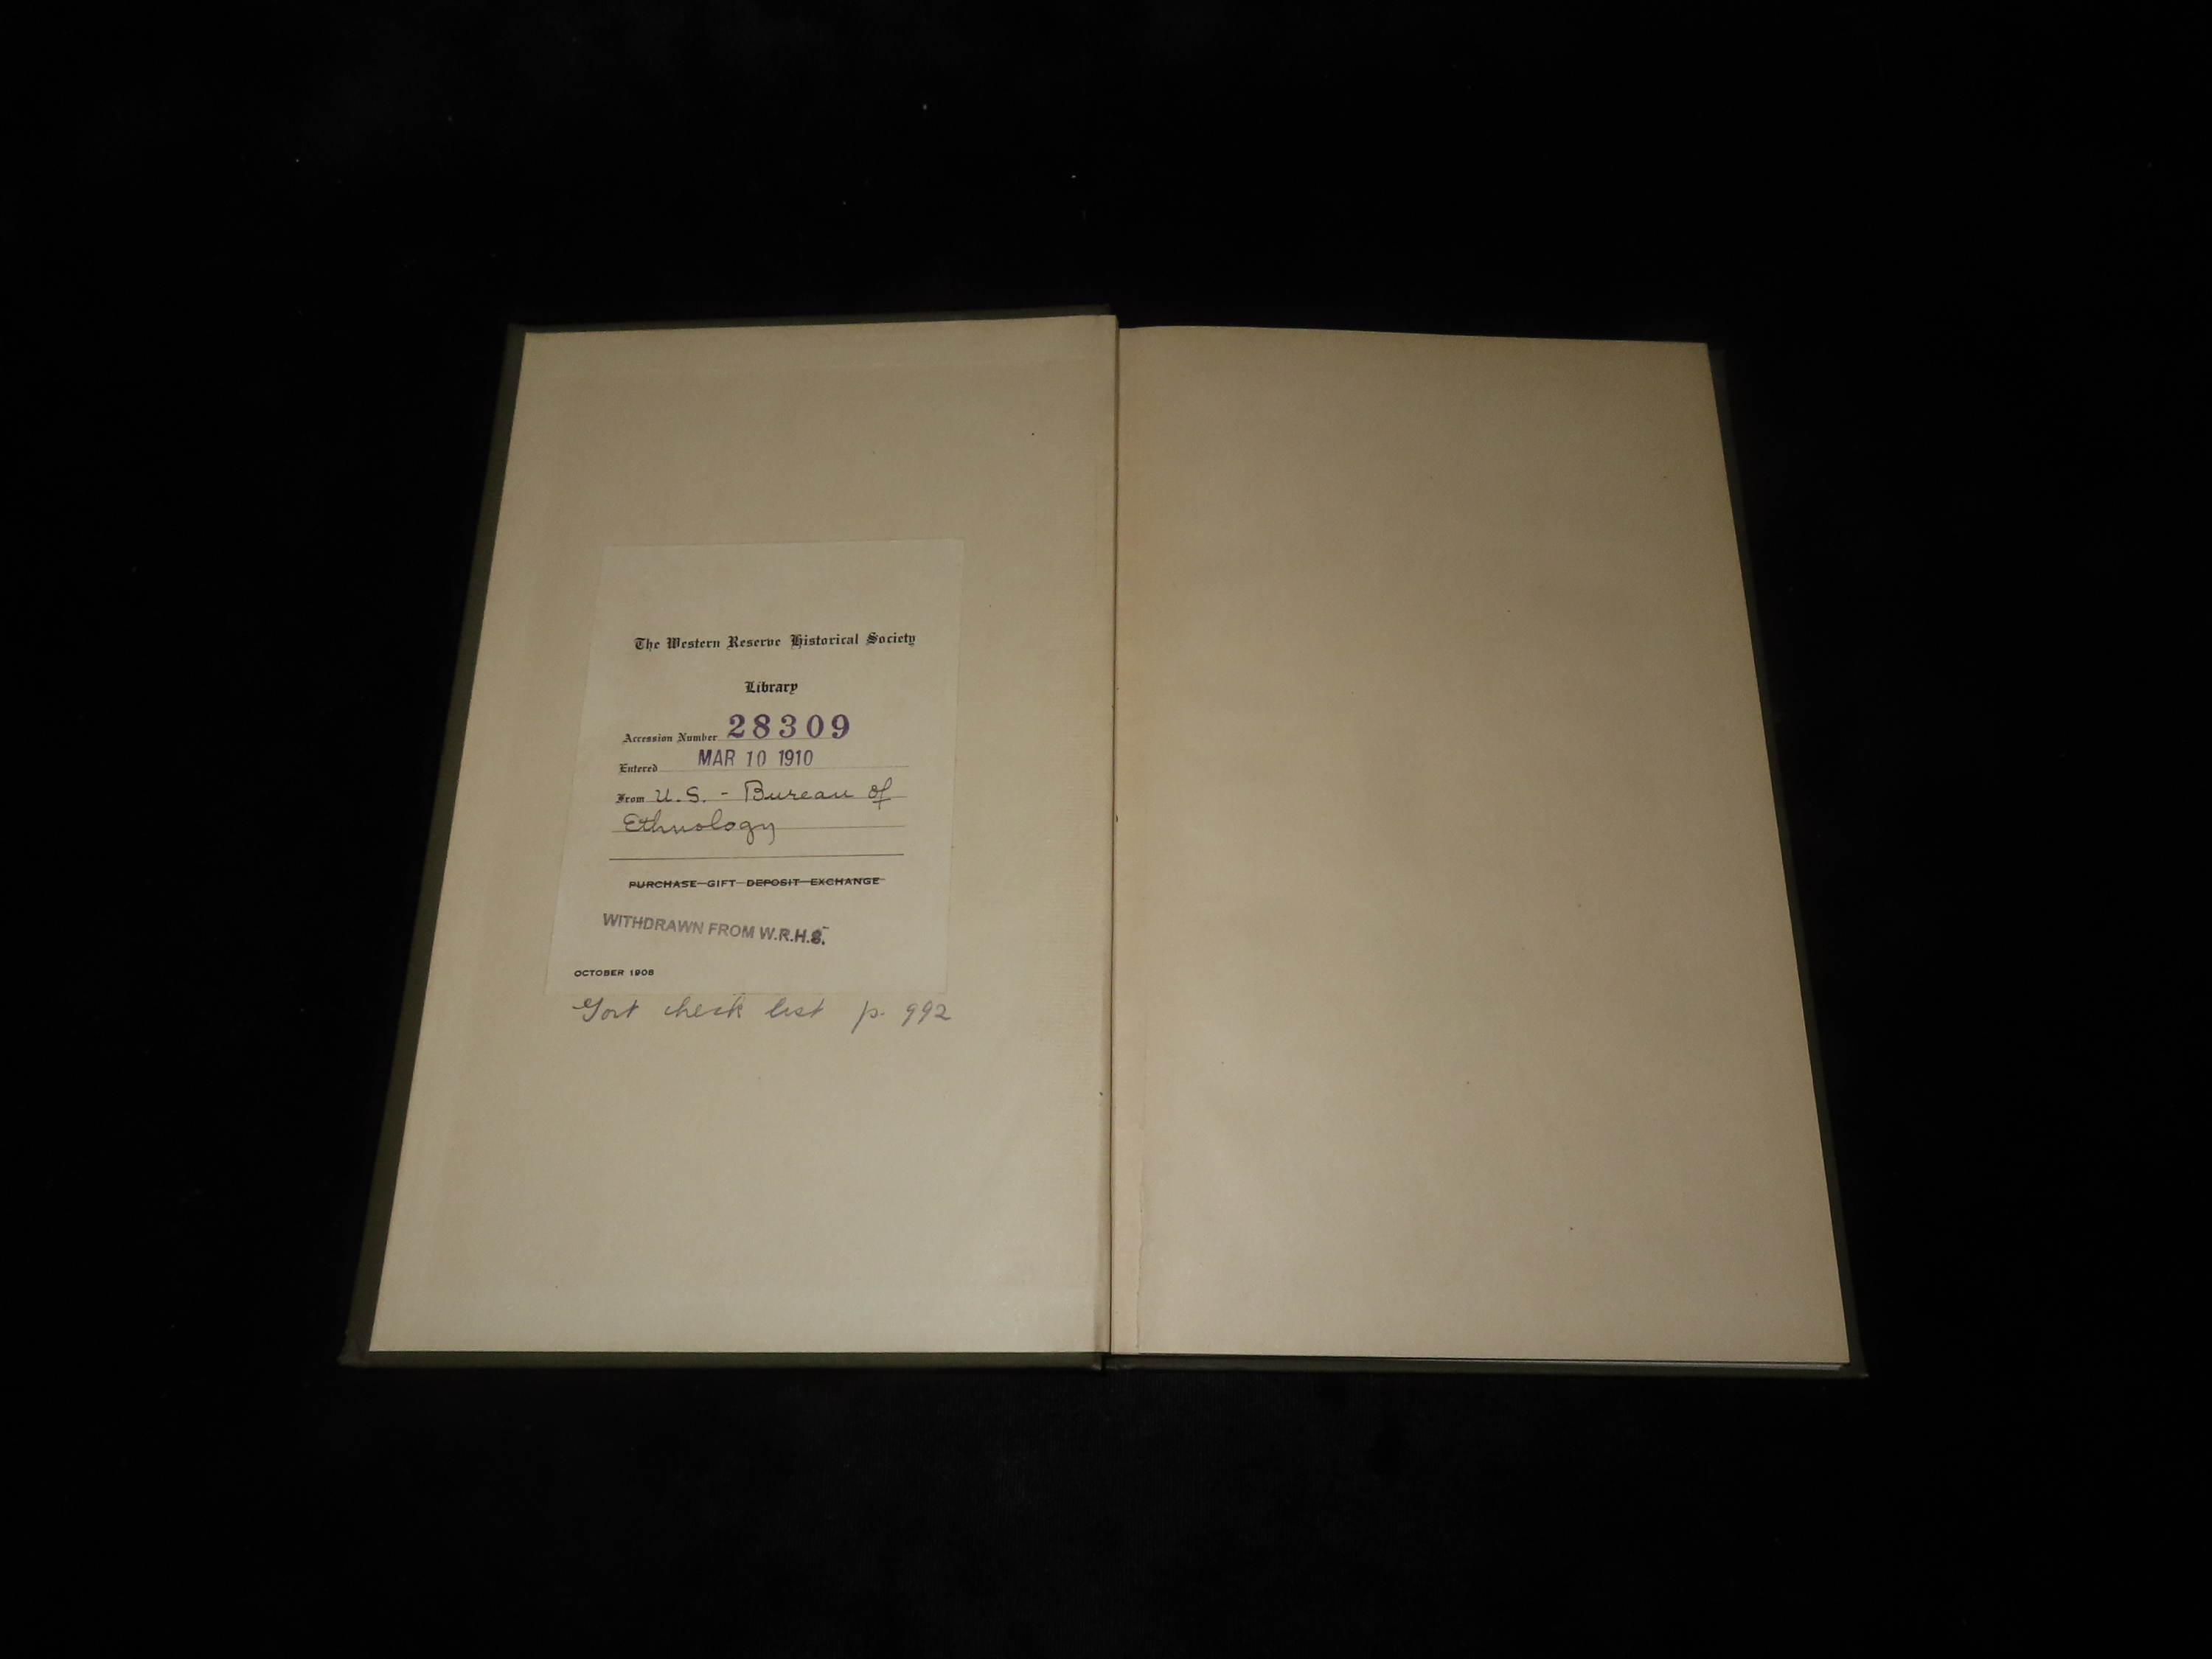 The Western Reserve Historical Society
Library
Accession Number 28309
Entered MAR 10 1910
From U.S. - Bureau of
Ethnology
PURCHASE GIFT DEPOSIT EXCHANGE
WITHDRAWN FROM W.R.H.S.
OCTOBER 1908
Govt check list p. 992